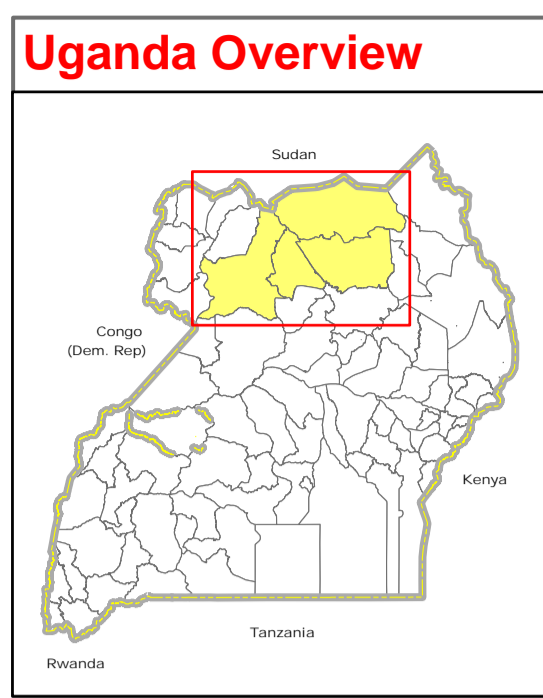 Uganda Overview
Sudan
Congo
(Dem. Rep)
Kenya
Tanzania
Rwanda